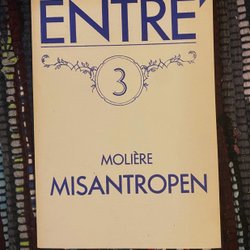 ENTRÉ
3
MOLIÈRE
MISANTROPEN